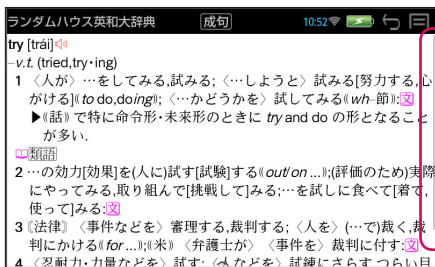 ランダムハウス英和大辞典 成句 10:52
try [trái]
–v.t. (tried,try･ing)
1 〈人が〉…をしてみる,試みる;〈…しようと〉試みる[努力する,心
がける]⟪to do,doing⟫;〈…かどうかを〉試してみる⟪wh–節⟫:文
▶⟪話⟫で特に命令形･未来形のときに try and do の形となること
が多い.
類語
2 …の効力[効果]を(人に)試す[試験]する⟪out/on ...⟫;(評価のため)実際
にやってみる,取り組んで[挑戦して]みる;…を試しに食べて[着て,
使って]みる:文
3 〘法律〙〈事件などを〉審理する,裁判する;〈人を〉(…で)裁く,裁
判にかける⟪for ...⟫;⟪米⟫〈弁護士が〉〈事件を〉裁判に付す:文
4 〈忍耐力･力量などを〉試す;〈人などを〉試練にさらす,つらい目